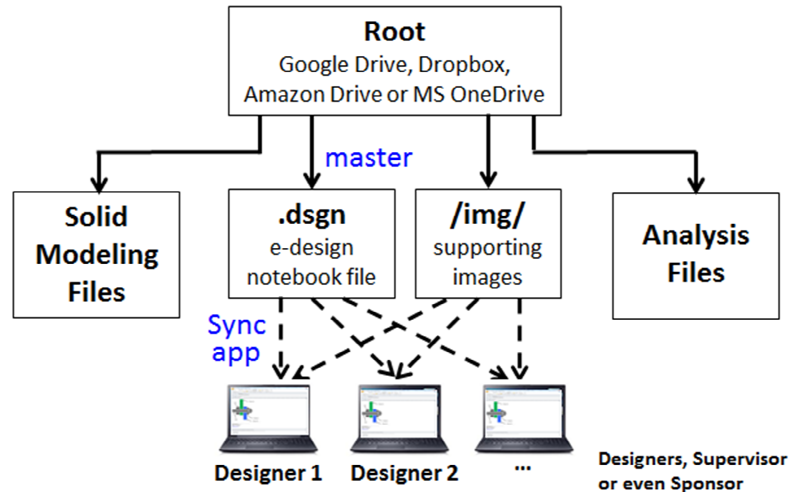 Root
Google Drive, Dropbox,
Amazon Drive or MS OneDrive
master
Solid
Modeling
Files
.dsgn
e-design
notebook file
/img/
supporting
images
Analysis
Files
Sync
app
Designer 1
Designer 2
...
Designers, Supervisor
or even Sponsor